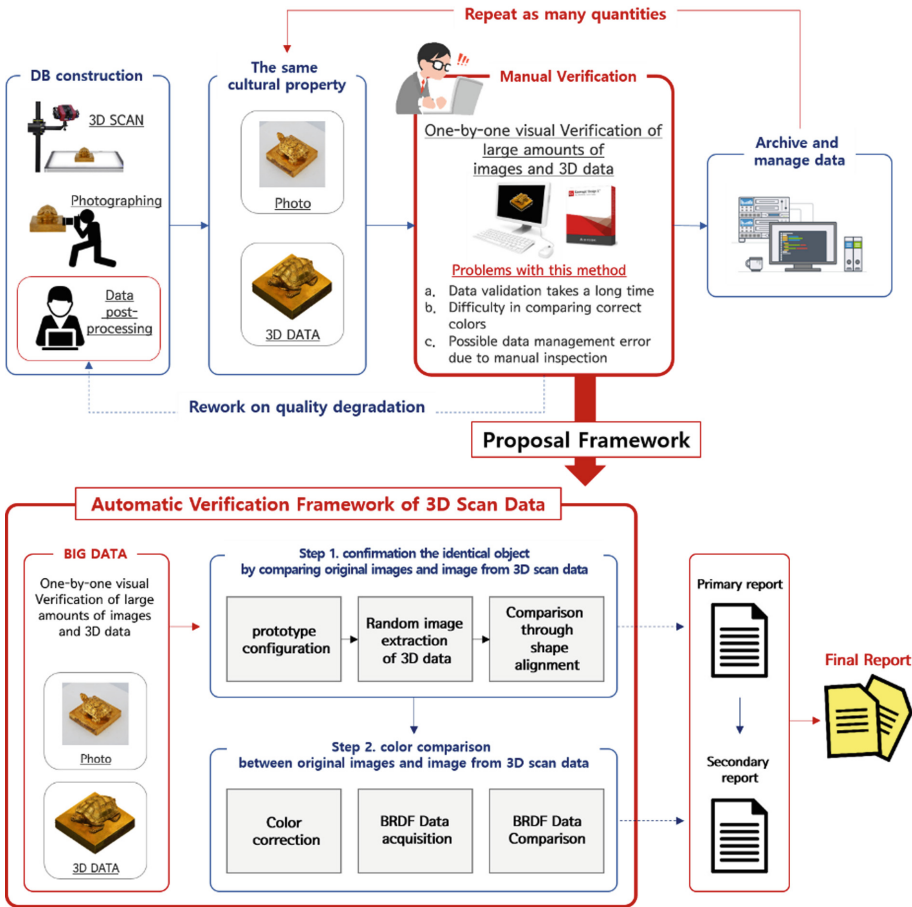 Repeat as many quantities
DB construction
3D SCAN
Photographing
Data
post-
processing
The same
cultural property
Photo
3D DATA
Manual Verification
One-by-one visual Verification of
large amounts of
images and 3D data
Problems with this method
a. Data validation takes a long time
b. Difficulty in comparing correct
colors
c. Possible data management error
due to manual inspection
Archive and
manage data
Rework on quality degradation
Proposal Framework
Automatic Verification Framework of 3D Scan Data
BIG DATA
One-by-one visual
Verification of large
amounts of images
and 3D data
Photo
3D DATA
Step 1. confirmation the identical object
by comparing original images and image from 3D scan data
prototype
configuration
Random image
extraction
of 3D data
Comparison
through
shape
alignment
Step 2. color comparison
between original images and image from 3D scan data
Color
correction
BRDF Data
acquisition
BRDF Data
Comparison
Primary report
Secondary
report
Final Report